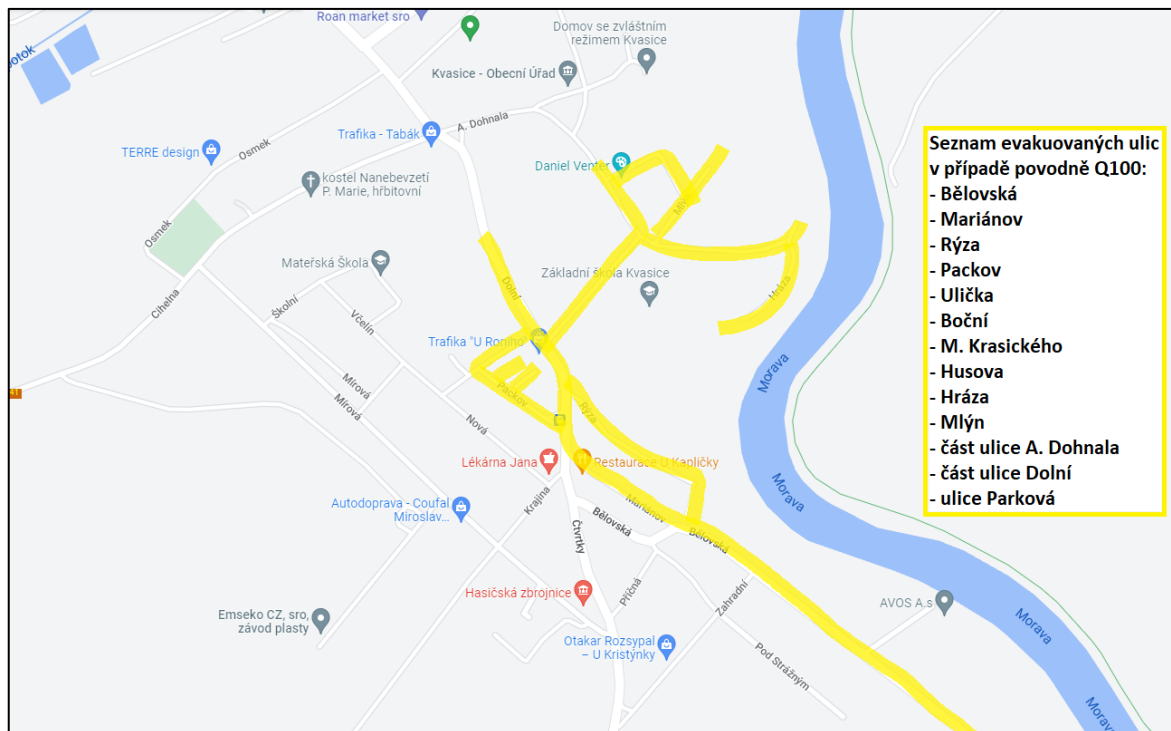 Roan market sro
potok
Domov se zvláštním
režimem Kvasice
Kvasice - Obecní Úřad
A. Dohnala
Trafika - Tabák
Osmek
TERRE design
Daniel Venter
kostel Nanebevzetí
P. Marie, hřbitovní
Mlýn
Osmek
Mateřská Škola
Dolní
Základní škola Kvasice
Hráza
Cihelna
Školní
Včelín
Trafika "U Roního"
Morava
Mírová
Packov
Mírová
Rýza
Nová
Lékárna Jana
Restaurace U Kapličky
Krajina
Morava
Autodoprava - Coufal
Miroslav...
Mariánov
Bělovská
Bělovská
Čtvrtky
Příčná
Zahradní
Hasičská zbrojnice
AVOS A.s
Emseko CZ, sro,
závod plasty
Morava
Otakar Rozsypal
– U Kristýnky
Pod Strážným
Morava
Seznam evakuovaných ulic
v případě povodně Q100:
- Bělovská
- Mariánov
- Rýza
- Packov
- Ulička
- Boční
- M. Krasického
- Husova
- Hráza
- Mlýn
- část ulice A. Dohnala
- část ulice Dolní
- ulice Parková